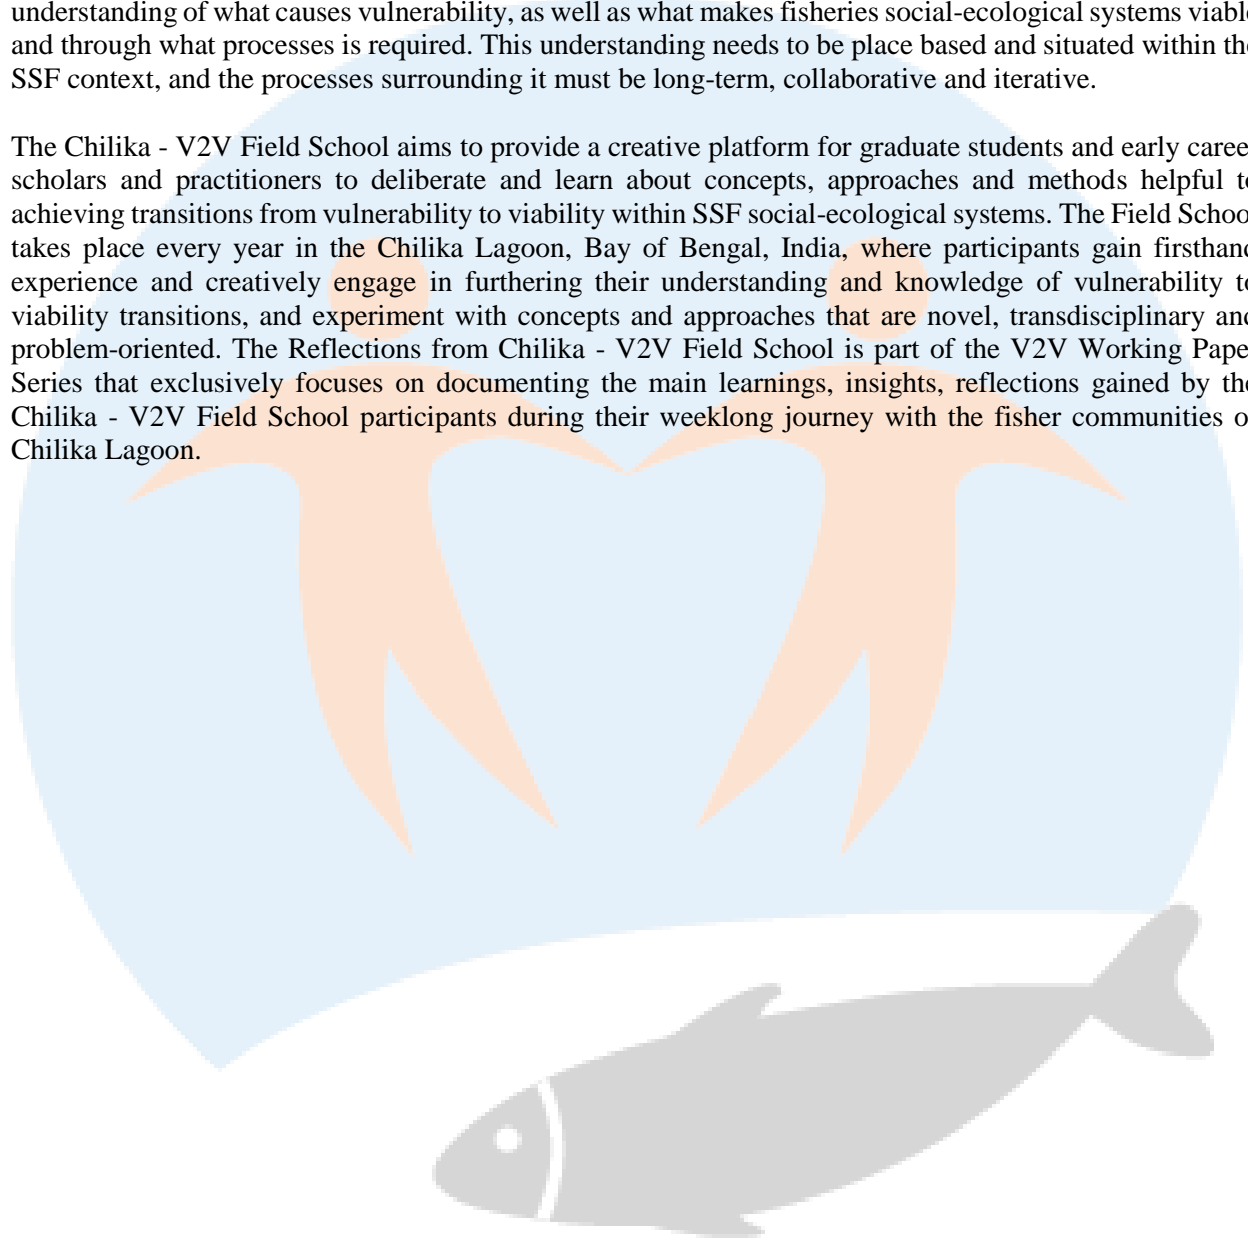 understanding of what causes vulnerability, as well as what makes fisheries social-ecological systems viable
and through what processes is required. This understanding needs to be place based and situated within the
SSF context, and the processes surrounding it must be long-term, collaborative and iterative.
The Chilika - V2V Field School aims to provide a creative platform for graduate students and early caree
scholars and practitioners to deliberate and learn about concepts, approaches and methods helpful to
achieving transitions from vulnerability to viability within SSF social-ecological systems. The Field Schoo
takes place every year in the Chilika Lagoon, Bay of Bengal, India, where participants gain firsthand
experience and creatively engage in furthering their understanding and knowledge of vulnerability to
viability transitions, and experiment with concepts and approaches that are novel, transdisciplinary and
problem-oriented. The Reflections from Chilika - V2V Field School is part of the V2V Working Pape
Series that exclusively focuses on documenting the main learnings, insights, reflections gained by the
Chilika - V2V Field School participants during their weeklong journey with the fisher communities o
Chilika Lagoon.